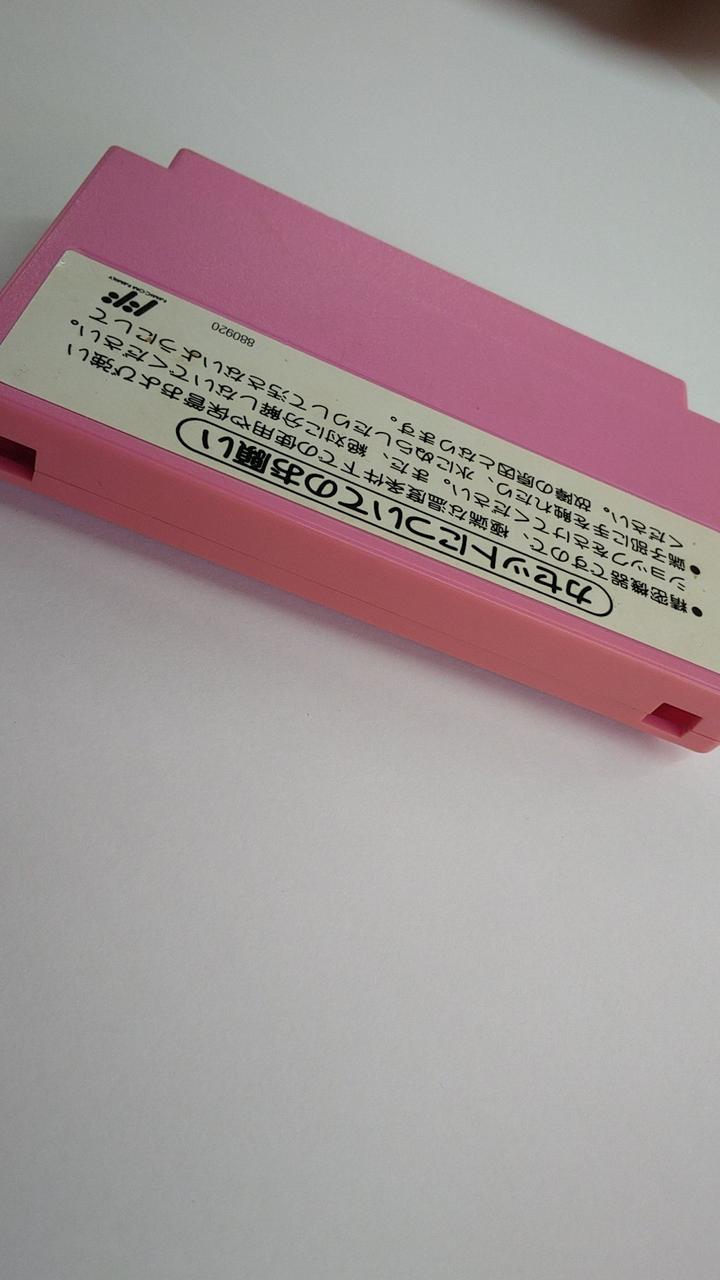 カセットについてのお願い
●精密機器ですので、極端な温度条件下での使用や保管および強い
ショックをさけてください。また、絶対に分解しないでください。
●端子部に手を触れたり、水にぬらしたりして汚さないようにして
ください。故障の原因となります。
880920
FAMICOM FAMILY